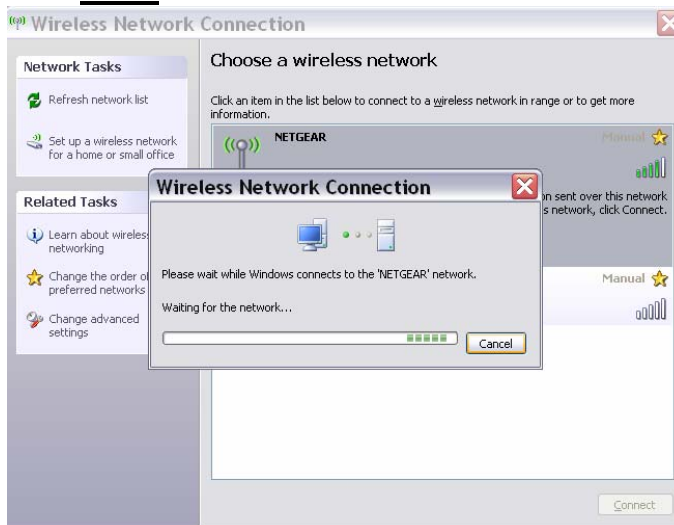 Wireless Network Connection
Choose a wireless network
Network Tasks
Refresh network list
Set up a wireless network
for a home or small office
Related Tasks
Learn about wireless
networking
Change the order of
preferred networks
Change advanced
settings
Click an item in the list below to connect to a wireless network in range or to get more
information.
NETGEAR
Manual
on sent over this network
s network, click Connect.
Manual
Wireless Network Connection
Please wait while Windows connects to the 'NETGEAR' network.
Waiting for the network...
Cancel
Connect